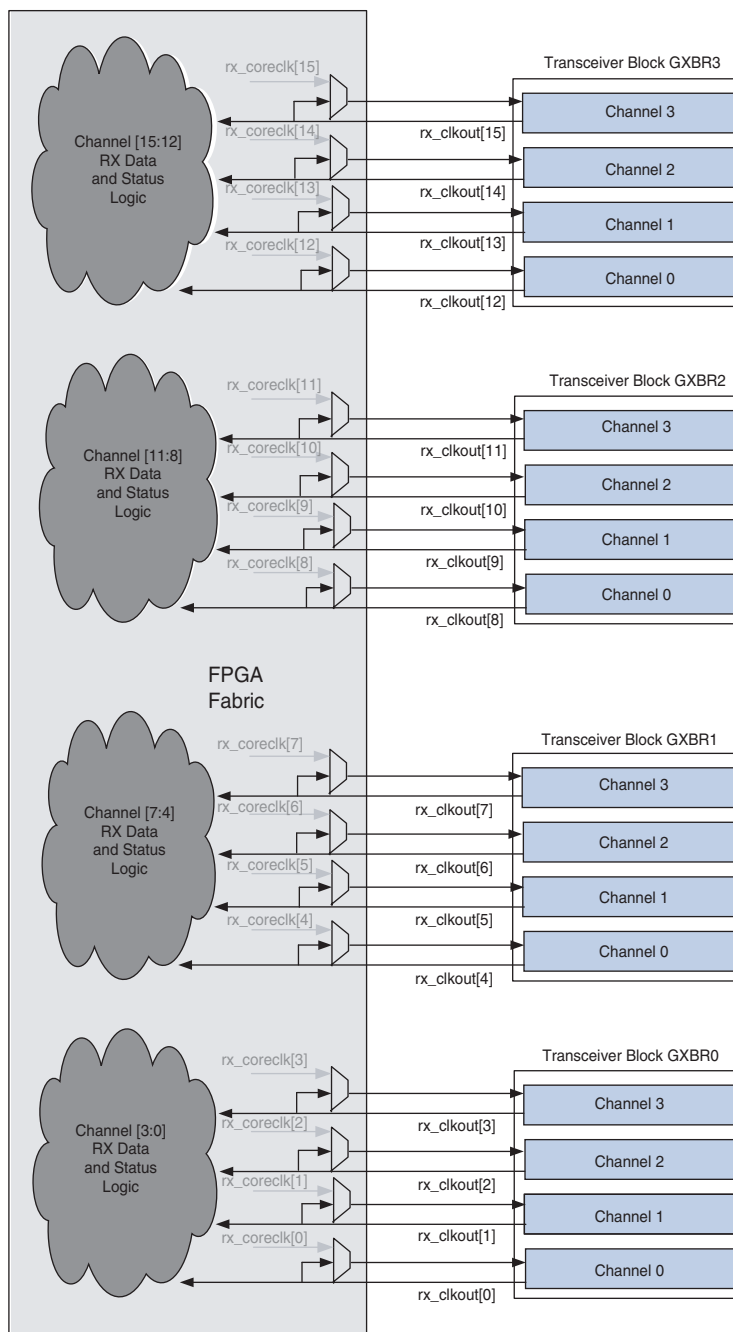 Transceiver Block GXBR3
rx_coreclk[15]
Channel 3
rx_clkout[15]
Channel [15:12]
RX Data
and Status
Logic
rx_coreclk[14]
Channel 2
rx_clkout[14]
rx_coreclk[13]
Channel 1
rx_clkout[13]
rx_coreclk[12]
Channel 0
rx_clkout[12]
Transceiver Block GXBR2
rx_coreclk[11]
Channel 3
rx_clkout[11]
Channel [11:8]
RX Data
and Status
Logic
rx_coreclk[10]
Channel 2
rx_clkout[10]
rx_coreclk[9]
Channel 1
rx_clkout[9]
rx_coreclk[8]
Channel 0
rx_clkout[8]
FPGA
Fabric
Transceiver Block GXBR1
rx_coreclk[7]
Channel 3
rx_clkout[7]
Channel [7:4]
RX Data
and Status
Logic
rx_coreclk[6]
Channel 2
rx_clkout[6]
rx_coreclk[5]
Channel 1
rx_clkout[5]
rx_coreclk[4]
Channel 0
rx_clkout[4]
Transceiver Block GXBR0
rx_coreclk[3]
Channel 3
rx_clkout[3]
Channel [3:0]
RX Data
and Status
Logic
rx_coreclk[2]
Channel 2
rx_clkout[2]
rx_coreclk[1]
Channel 1
rx_clkout[1]
rx_coreclk[0]
Channel 0
rx_clkout[0]